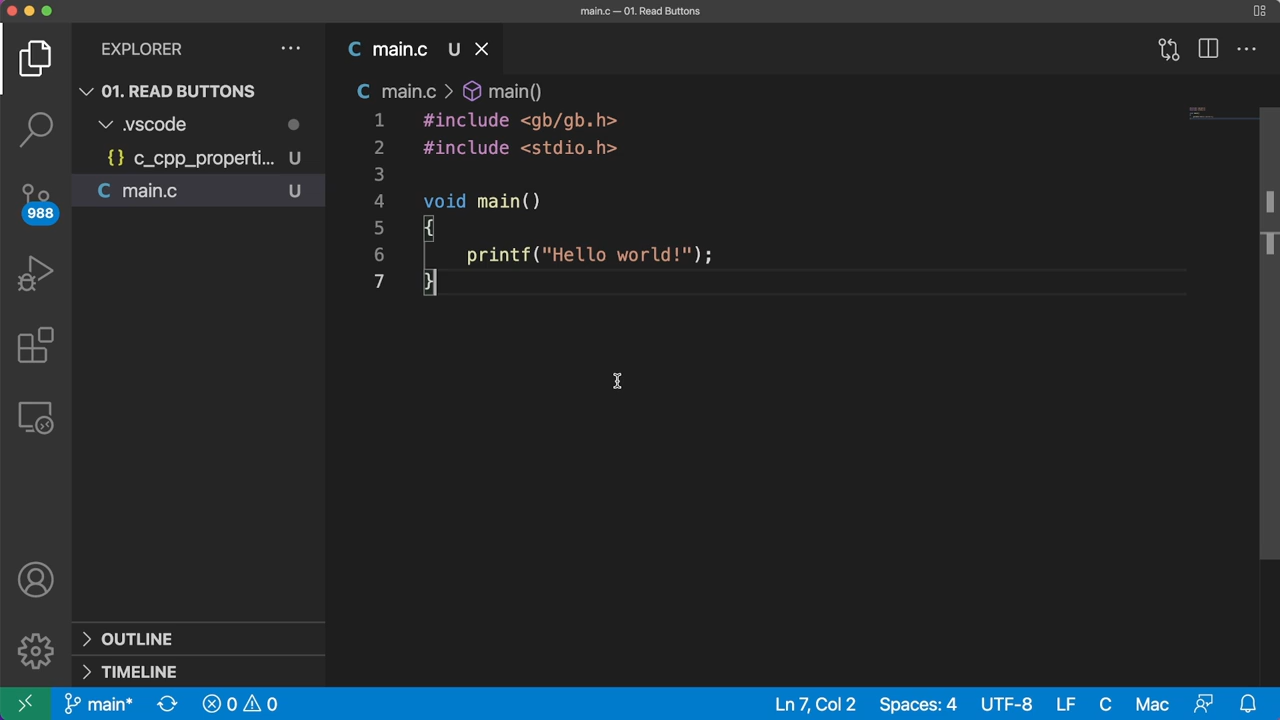 main.c — 01. Read Buttons
EXPLORER
01. READ BUTTONS
.vscode
{} c_cpp_properti... U
C main.c U
988
OUTLINE
TIMELINE
C main.c U
C main.c > main()
1 #include <gb/gb.h>
2 #include <stdio.h>
3
4 void main()
5 {
6 printf("Hello world!");
7 }
main* 0 0 Ln 7, Col 2 Spaces: 4 UTF-8 LF C Mac